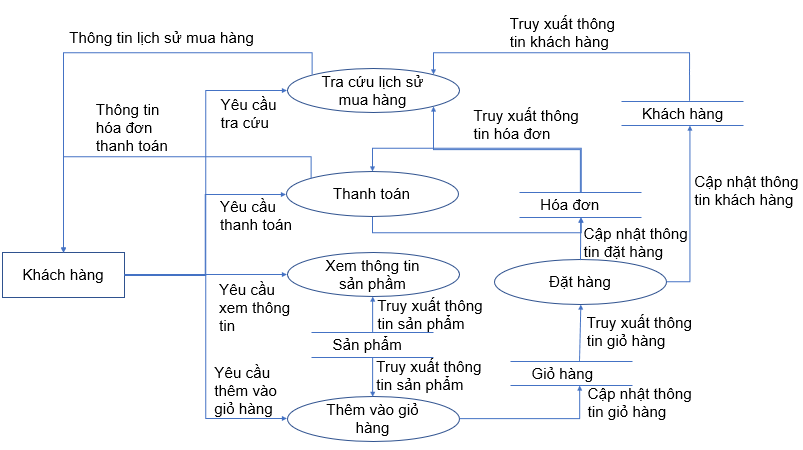 Thông tin lịch sử mua hàng
Truy xuất thông
tin khách hàng
Tra cứu lịch sử
mua hàng
Yêu cầu
tra cứu
Thông tin
hóa đơn
thanh toán
Truy xuất thông
tin hóa đơn
Khách hàng
Thanh toán
Yêu cầu
thanh toán
Cập nhật thông
tin khách hàng
Hóa đơn
Cập nhật thông
tin đặt hàng
Khách hàng
Xem thông tin
sản phầm
Yêu cầu
xem thông
tin
Đặt hàng
Truy xuất thông
tin sản phẩm
Truy xuất thông
tin giỏ hàng
Sản phẩm
Truy xuất thông
tin sản phẩm
Giỏ hàng
Yêu cầu
thêm vào
giỏ hàng
Cập nhật thông
tin giỏ hàng
Thêm vào giỏ
hàng